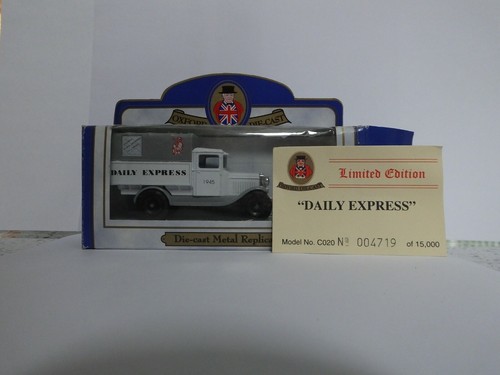 OXFORD DIE-CAST
DAILY EXPRESS
1945
Die-cast Metal Replica
Limited Edition
"DAILY EXPRESS"
Model No. C020 Nº 004719 of 15,000